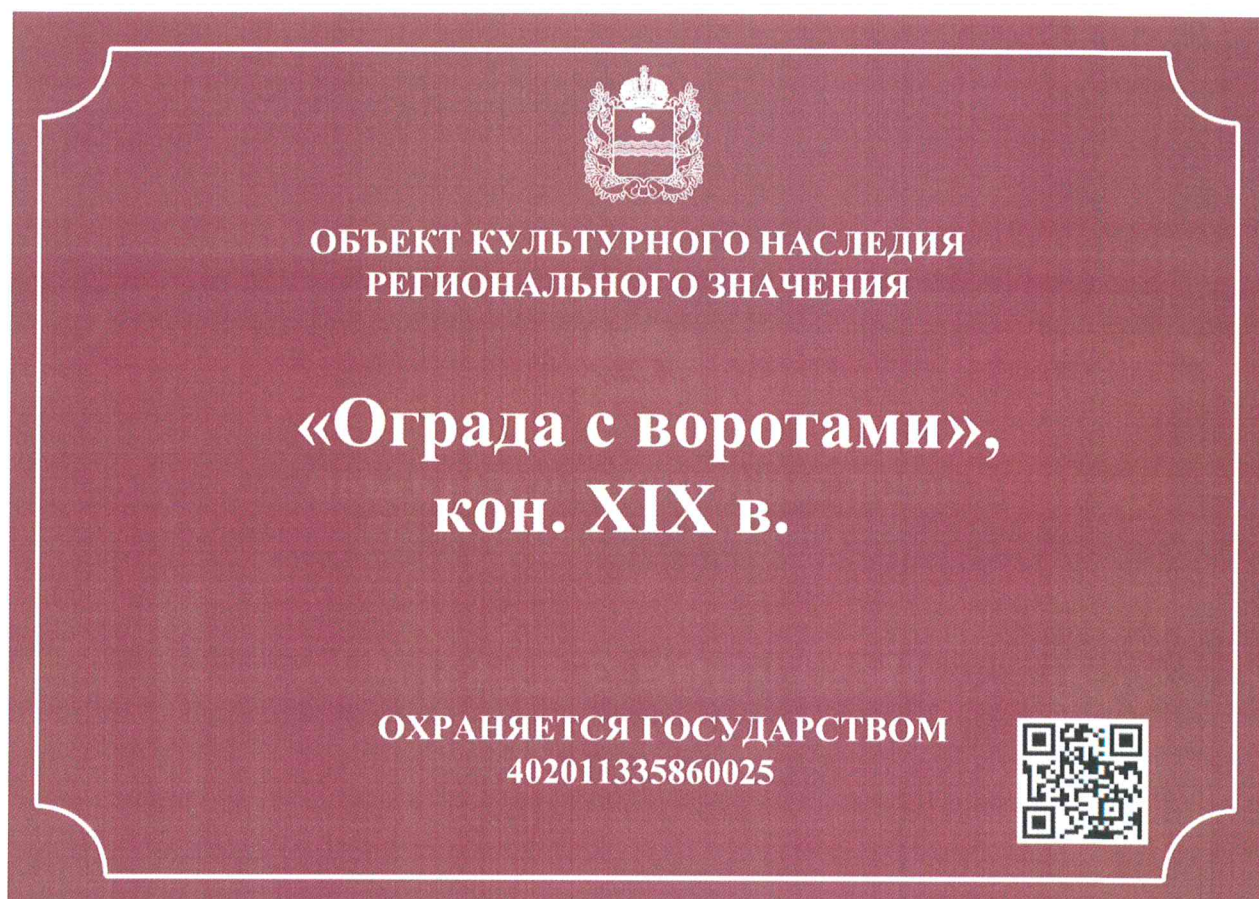 ОБЪЕКТ КУЛЬТУРНОГО НАСЛЕДИЯ
РЕГИОНАЛЬНОГО ЗНАЧЕНИЯ
«Ограда с воротами»,
кон. XIX в.
ОХРАНЯЕТСЯ ГОСУДАРСТВОМ
402011335860025